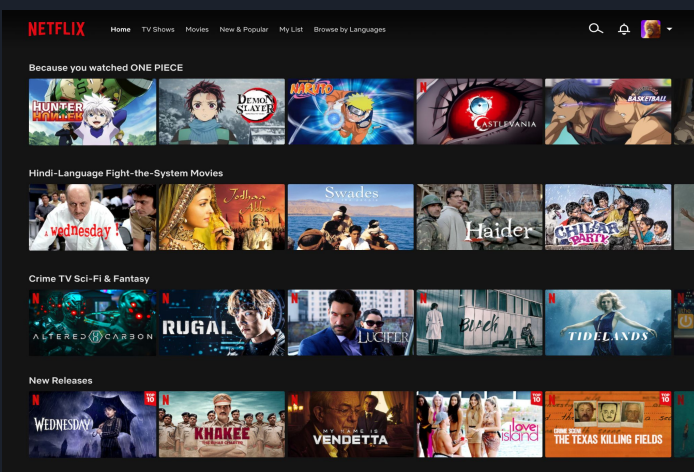 NETFLIX Home TV Shows Movies New & Popular My List Browse by Languages
Because you watched ONE PIECE
HUNTER
HUNTER
DEMON
SLAYER
NARUTO
N
CASTLEVANIA
BASKETBALL
Hindi-Language Fight-the-System Movies
A wednesday !
Jodhaa
Akbar
Swades
Haider
CHILLAR
PARTY
Crime TV Sci-Fi & Fantasy
N
ALTERED CARBON
N
RUGAL
N
LUCIFER
N
BLACK
N
TIDELANDS
N
New Releases
N
TOP
10
WEDNESDAY
N
KHAKEE
N
MY NAME IS
VENDETTA
N
TOP
10
love
island
N
TOP
10
CRIME SCENE
THE TEXAS KILLING FIELDS
N